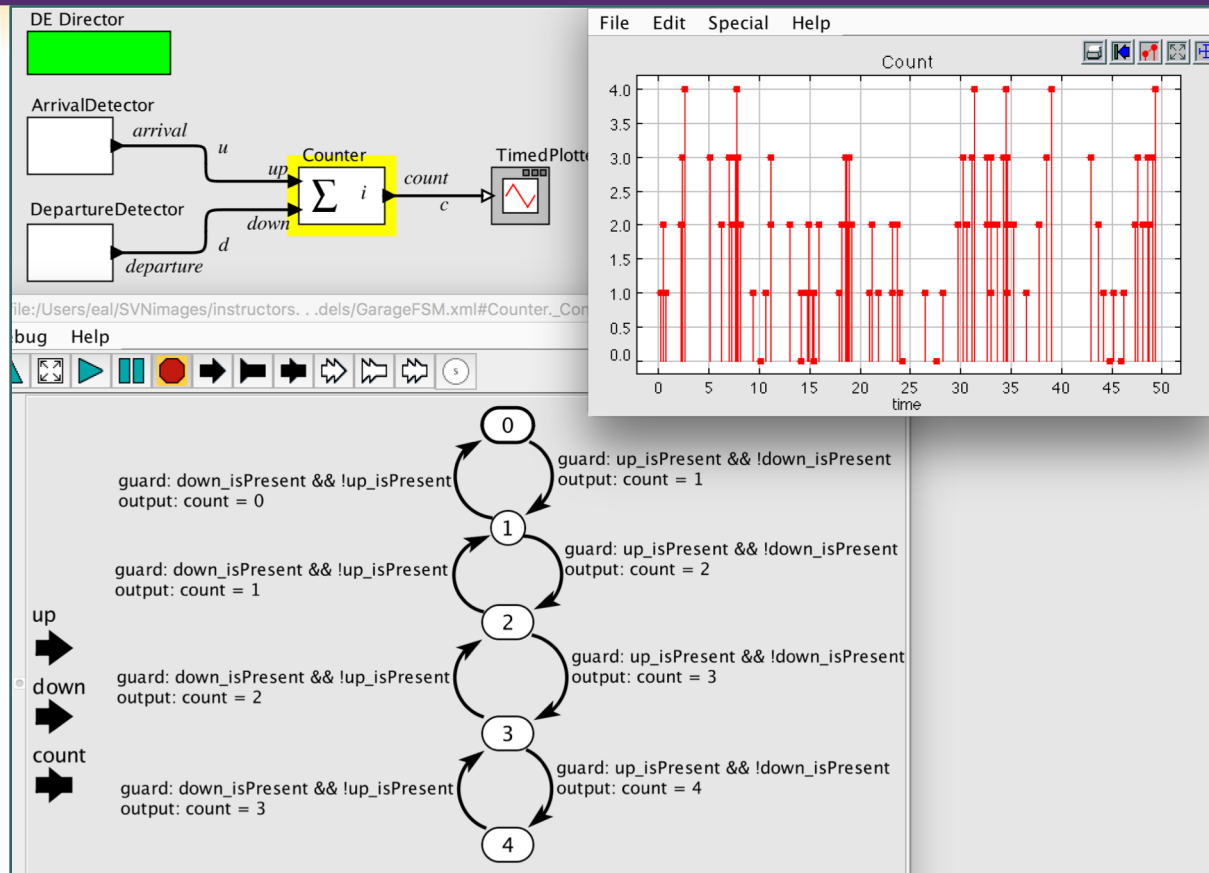 DE Director
ArrivalDetector
arrival
u
up
Counter
Σ i
count
c
TimedPlotte
DepartureDetector
down
d
departure
File Edit Special Help
Count
4.0
3.5
3.0
2.5
2.0
1.5
1.0
0.5
0.0
0 5 10 15 20 25 30 35 40 45 50
time
ile:/Users/eal/SVNimages/instructors. . .dels/GarageFSM.xml#Counter._Con
bug Help
s
0
guard: up_isPresent && !down_isPresent
output: count = 1
guard: down_isPresent && !up_isPresent
output: count = 0
1
guard: up_isPresent && !down_isPresent
output: count = 2
guard: down_isPresent && !up_isPresent
output: count = 1
2
up
guard: up_isPresent && !down_isPresent
output: count = 3
guard: down_isPresent && !up_isPresent
output: count = 2
down
3
count
guard: up_isPresent && !down_isPresent
output: count = 4
guard: down_isPresent && !up_isPresent
output: count = 3
4